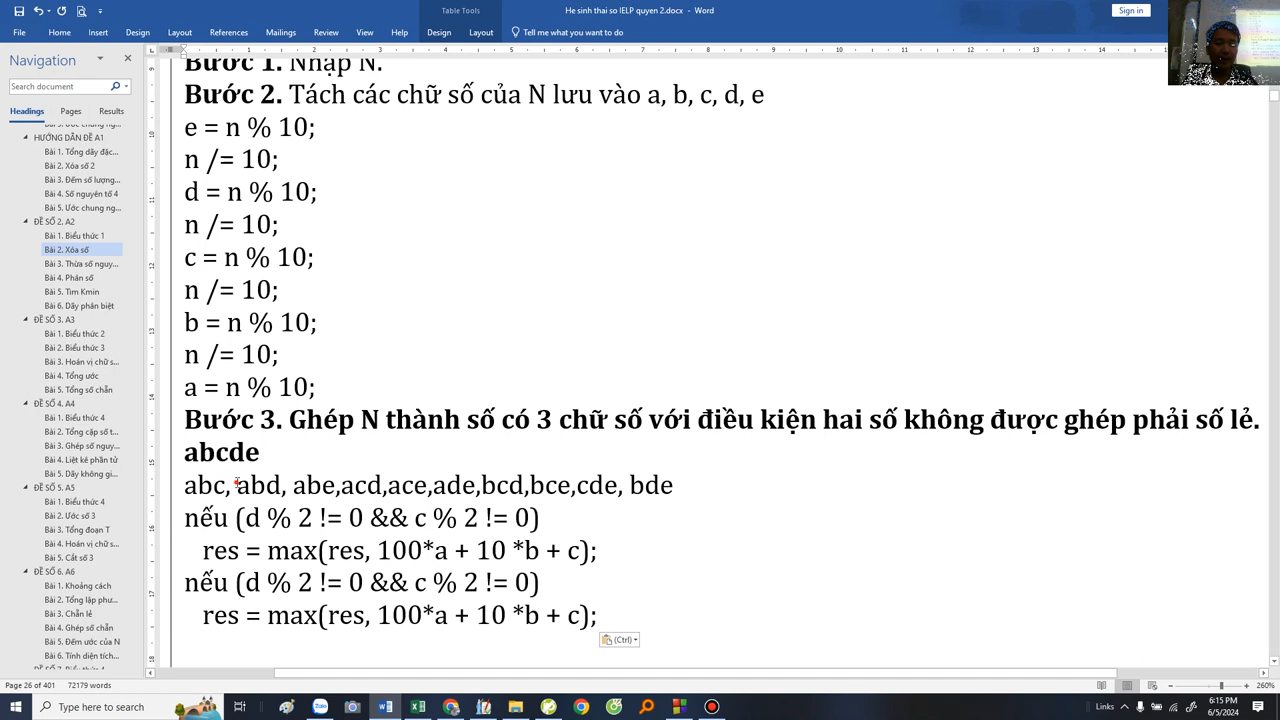 Table Tools
Me sinh thai so IELP quyen 2.docx - Word
Sign in
File
Home
Insert
Design
Layout
References
Mailings
Review
View
Help
Design
Layout
Tell me what you want to do
Navigation
Search document
Headings
Pages
Results
HƯỚNG DẪN ĐỀ A1
Bài 1. Tổng dãy đặc...
Bài 2. Xóa số 2
Bài 3. Đếm số lượng...
Bài 4. Số nguyên tố 4
Bài 5. Ước chung ng...
ĐỀ SỐ 2. A2
Bài 1. Biểu thức 1
Bài 2. Xóa số
Bài 3. Thừa số nguy...
Bài 4. Phân số
Bài 5. Tìm Kmin
Bài 6. Dãy phân biệt
ĐỀ SỐ 3. A3
Bài 1. Biểu thức 2
Bài 2. Biểu thức 3
Bài 3. Hoán vị chữ s...
Bài 4. Tổng ước
Bài 5. Tổng số chẵn
ĐỀ SỐ 4. A4
Bài 1. Biểu thức 4
Bài 2. Tổng cập số t...
Bài 3. Ghép số nguy...
Bài 4. Liệt kê phần tử
Bài 5. Dãy không gi...
ĐỀ SỐ 5. A5
Bài 1. Biểu thức 4
Bài 2. Ước số 3
Bài 3. Tổng đoạn T
Bài 5. Cắt số 3
ĐỀ SỐ 6. A6
Bài 1. Khoảng cách
Bài 2. Tổng lập phư...
Bài 3. Chẵn lẻ
Bài 4. Ghép số chẵn
Bài 5. Đếm ước của N
Bài 6. Tính diện tích...
Bước 1. Nhập N.
Bước 2. Tách các chữ số của N lưu vào a, b, c, d, e
e = n % 10;
n /= 10;
d = n % 10;
n /= 10;
c = n % 10;
n /= 10;
b = n % 10;
n /= 10;
a = n % 10;
Bước 3. Ghép N thành số có 3 chữ số với điều kiện hai số không được ghép phải số lẻ.
abcde
abc, abd, abe,acd,ace,ade,bcd,bce,cde, bde
nếu (d % 2 != 0 && c % 2 != 0)
res = max(res, 100*a + 10 *b + c);
nếu (d % 2 != 0 && c % 2 != 0)
res = max(res, 100*a + 10 *b + c);
(Ctrl)
Page 26 of 401
72179 words
260%
Type here to search
Zalo
6:15 PM
6/5/2024